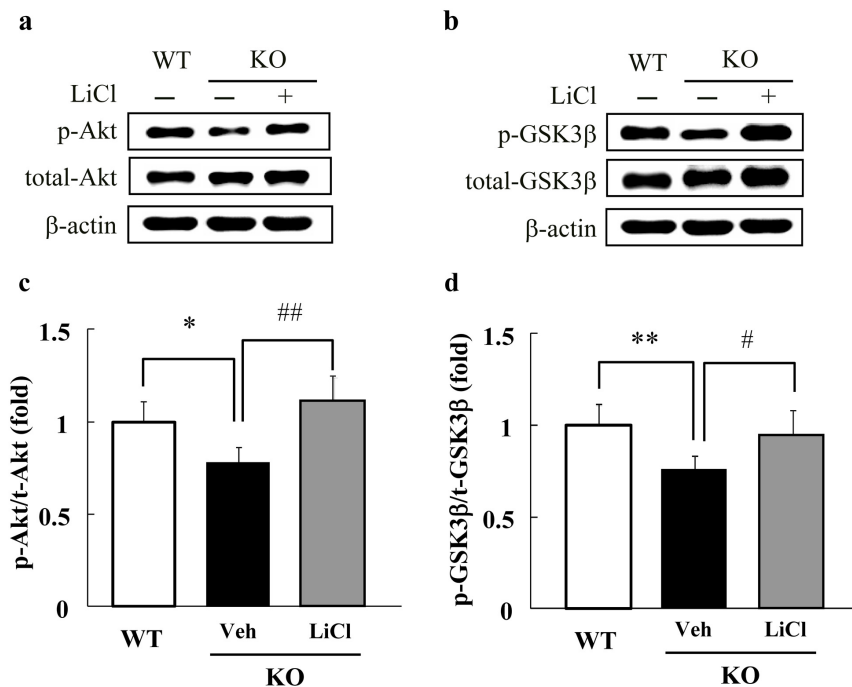 a
WT KO
LiCl – – +
p-Akt
total-Akt
β-actin
b
WT KO
LiCl – – +
p-GSK3β
total-GSK3β
β-actin
c
p-Akt/t-Akt (fold)
1.5
1
0.5
0
* ##
WT Veh LiCl
KO
d
p-GSK3β/t-GSK3β (fold)
1.5
1
0.5
0
** #
WT Veh LiCl
KO